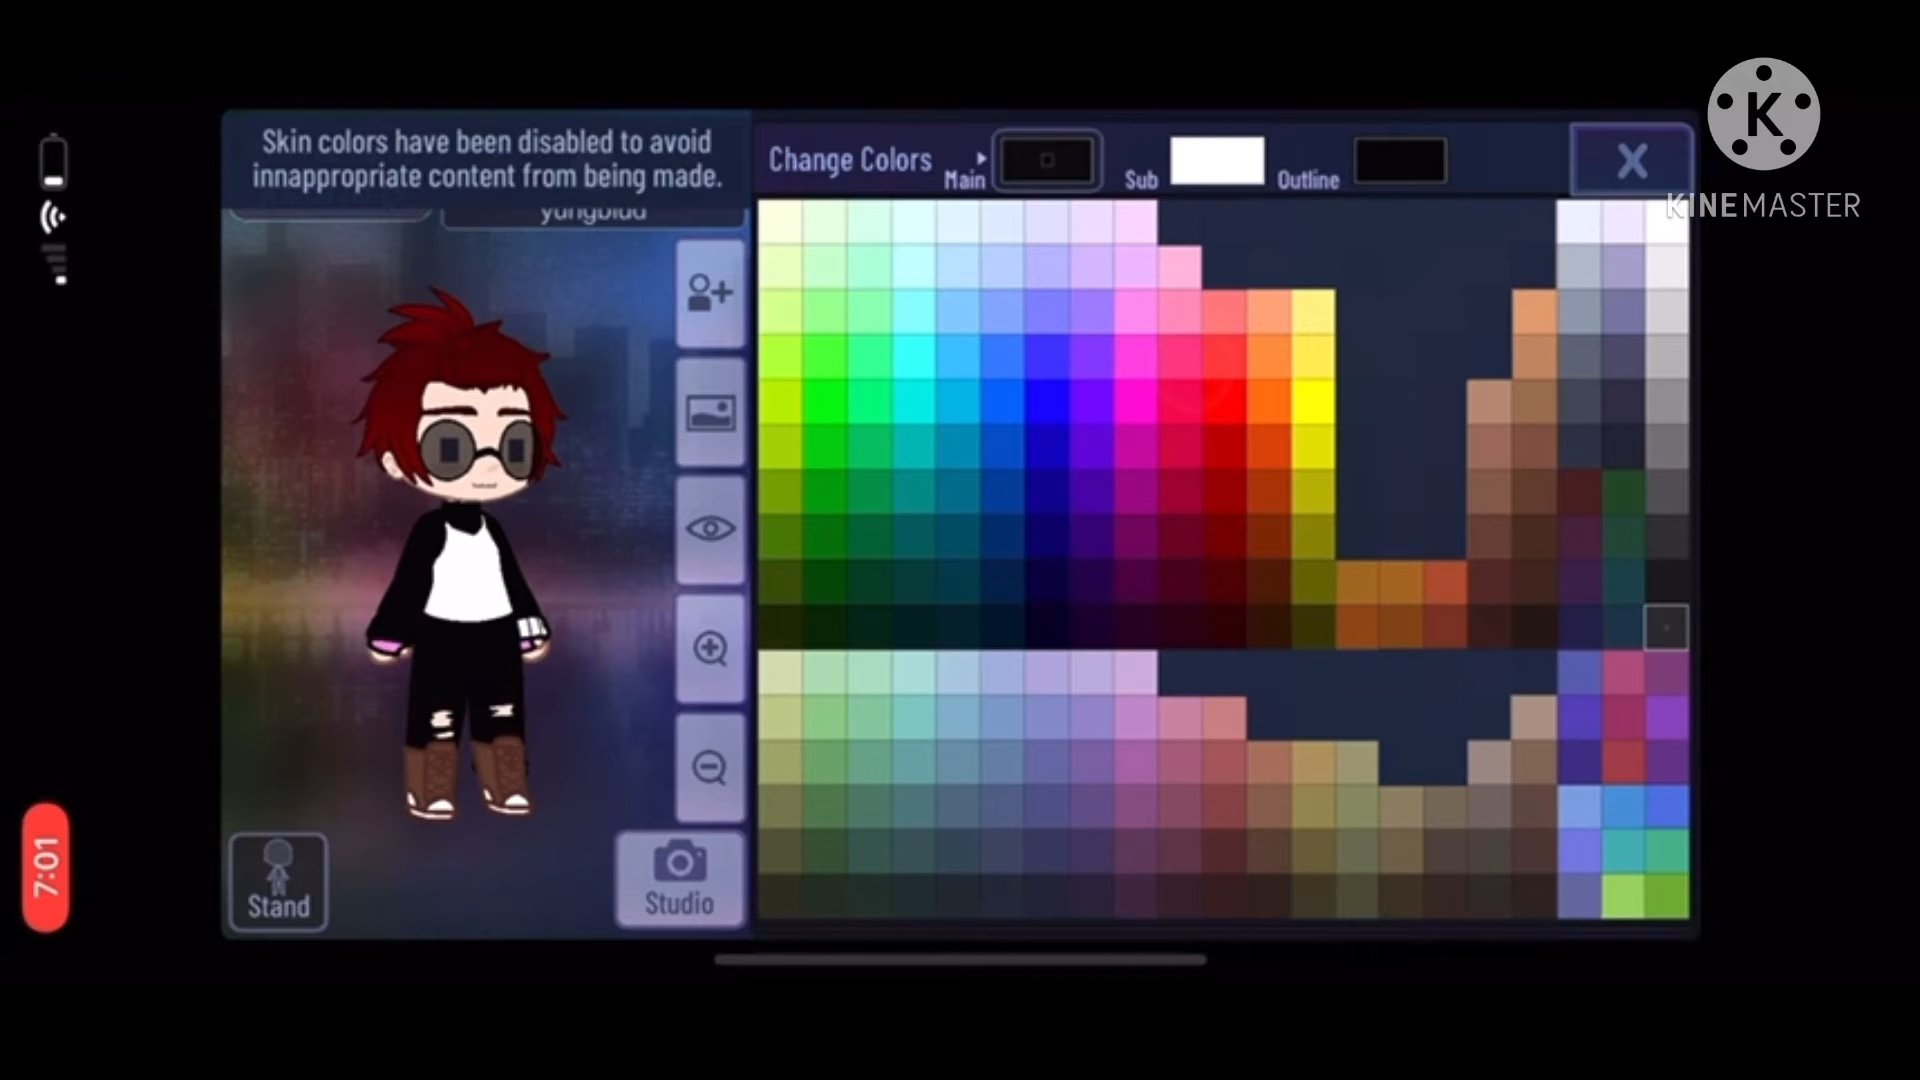 Skin colors have been disabled to avoid
innappropriate content from being made.
yungblud
Change Colors
Main
Sub
Outline
X
K
KINEMASTER
7:01
Stand
Studio